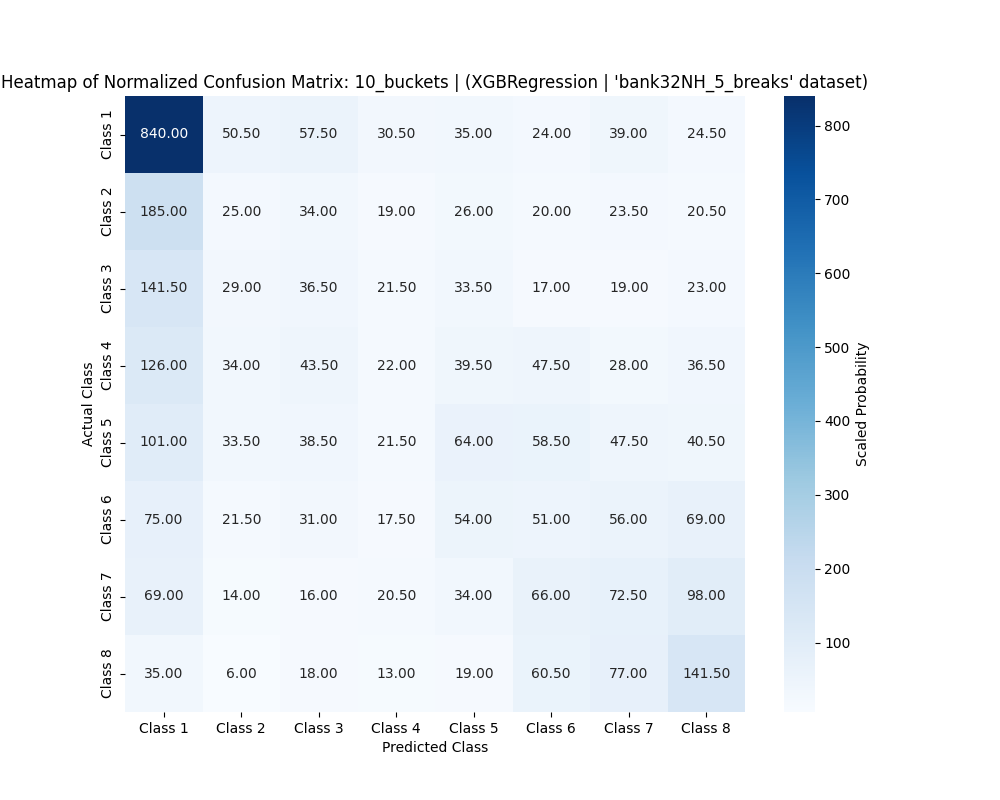 Heatmap of Normalized Confusion Matrix: 10_buckets | (XGBRegression | 'bank32NH_5_breaks' dataset)
Actual Class
Class 1 840.00 50.50 57.50 30.50 35.00 24.00 39.00 24.50
Class 2 185.00 25.00 34.00 19.00 26.00 20.00 23.50 20.50
Class 3 141.50 29.00 36.50 21.50 33.50 17.00 19.00 23.00
Class 4 126.00 34.00 43.50 22.00 39.50 47.50 28.00 36.50
Class 5 101.00 33.50 38.50 21.50 64.00 58.50 47.50 40.50
Class 6 75.00 21.50 31.00 17.50 54.00 51.00 56.00 69.00
Class 7 69.00 14.00 16.00 20.50 34.00 66.00 72.50 98.00
Class 8 35.00 6.00 18.00 13.00 19.00 60.50 77.00 141.50
Class 1 Class 2 Class 3 Class 4 Class 5 Class 6 Class 7 Class 8
Predicted Class
800
700
600
500
400
300
200
100
Scaled Probability